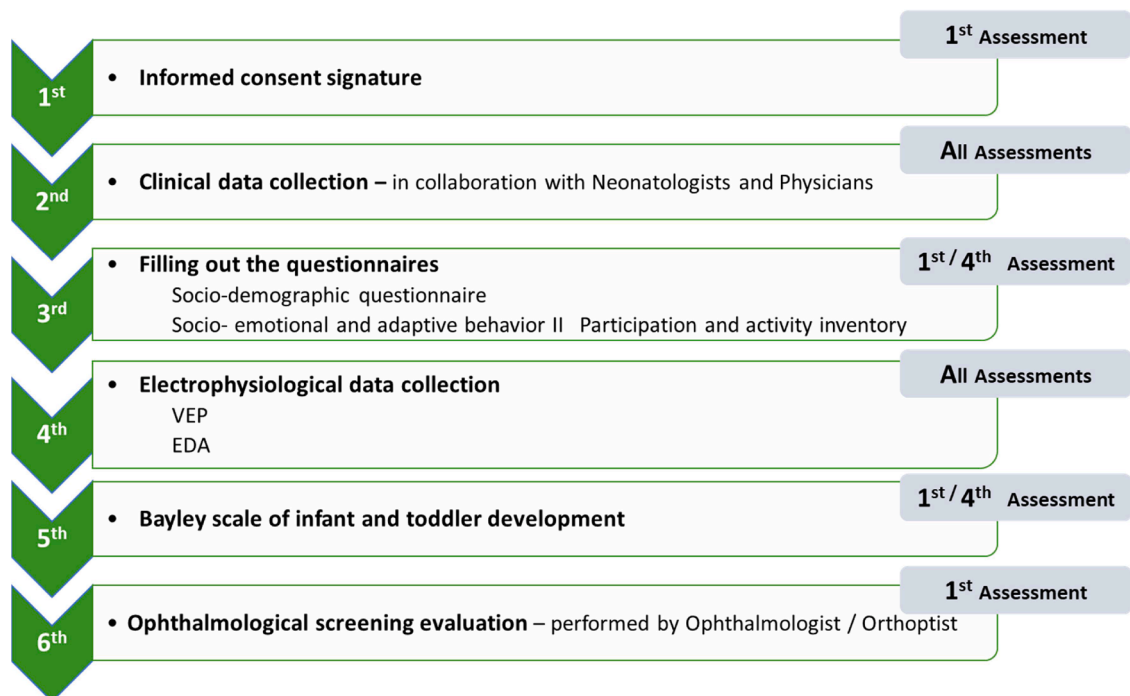 1st Assessment
1st
• Informed consent signature
All Assessments
2nd
• Clinical data collection – in collaboration with Neonatologists and Physicians
1st / 4th Assessment
3rd
• Filling out the questionnaires
Socio-demographic questionnaire
Socio- emotional and adaptive behavior II Participation and activity inventory
All Assessments
4th
• Electrophysiological data collection
VEP
EDA
1st / 4th Assessment
5th
• Bayley scale of infant and toddler development
1st Assessment
6th
• Ophthalmological screening evaluation – performed by Ophthalmologist / Orthoptist